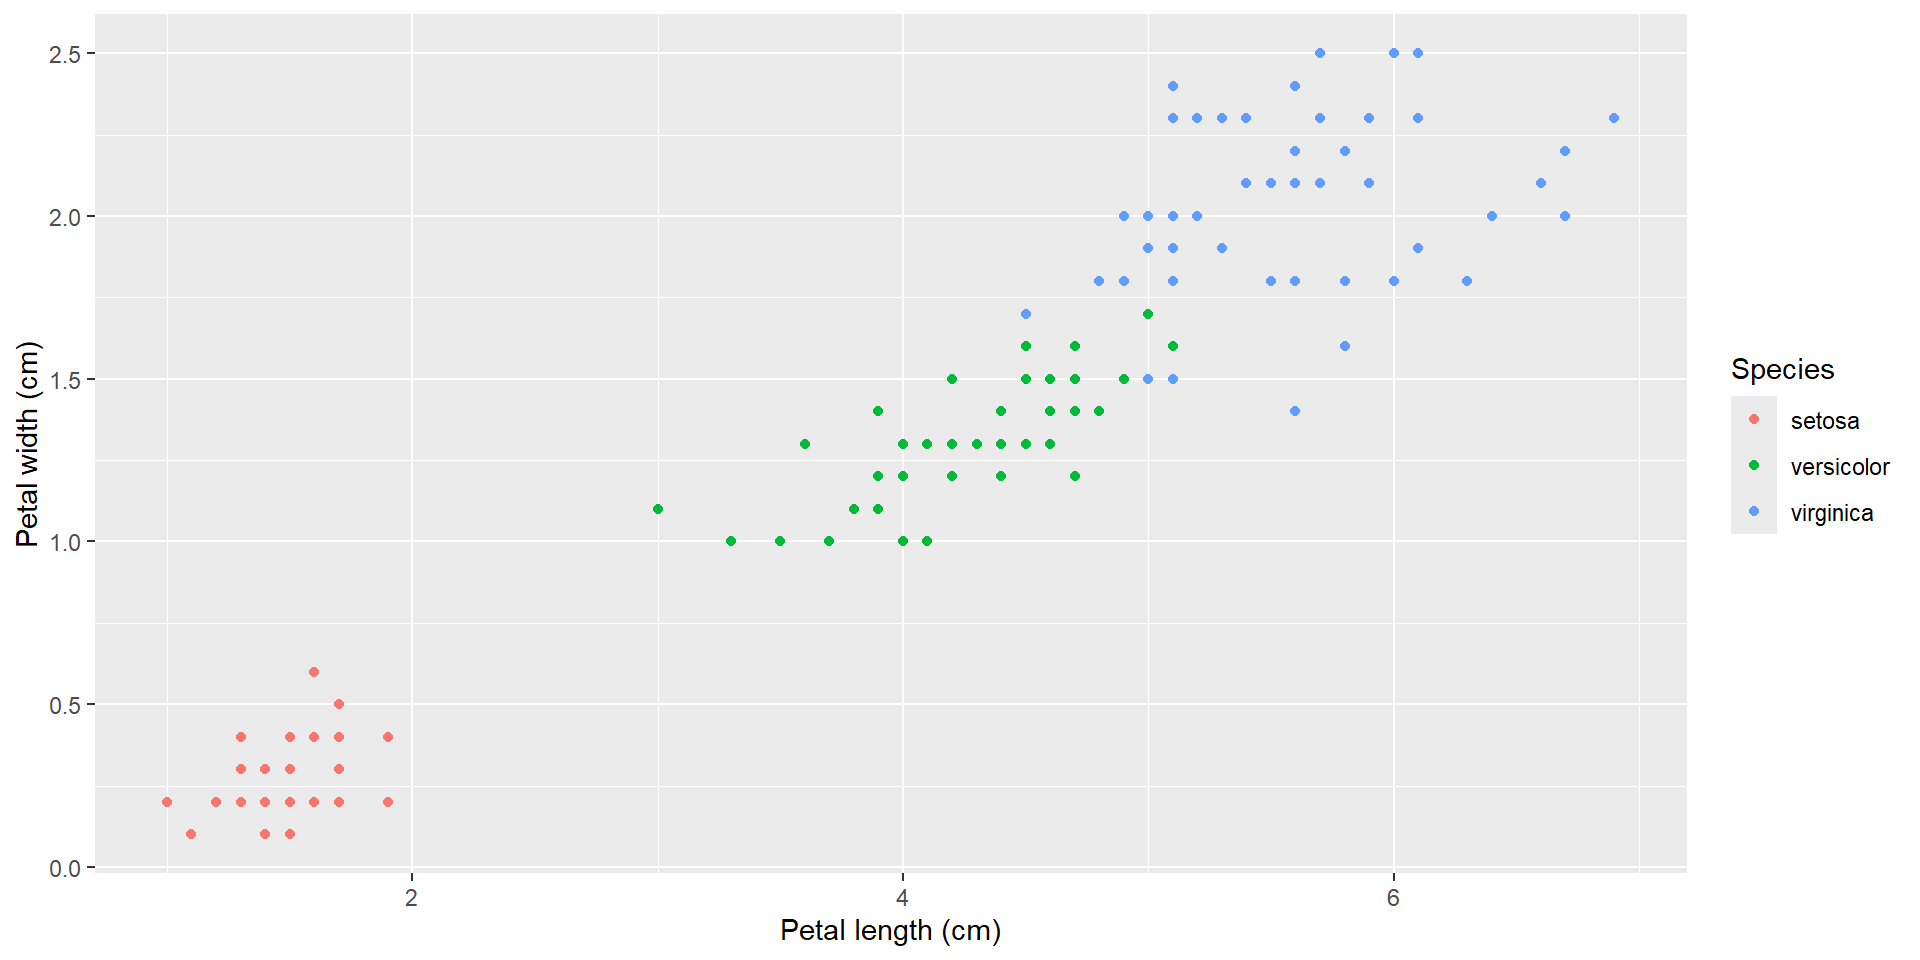 2.5
2.0
1.5
1.0
0.5
0.0
Petal width (cm)
2 4 6
Petal length (cm)
Species
setosa
versicolor
virginica